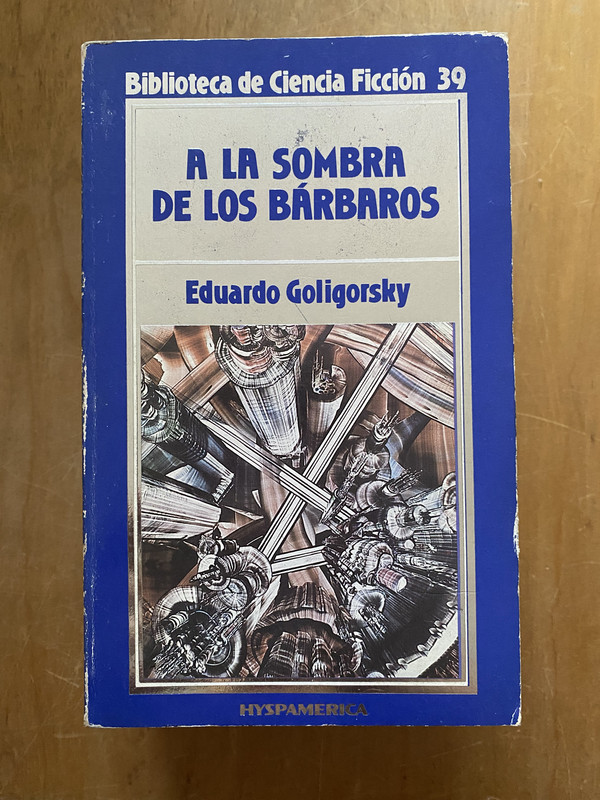 Biblioteca de Ciencia Ficción 39
A LA SOMBRA
DE LOS BÁRBAROS
Eduardo Goligorsky
HYSPAMERICA